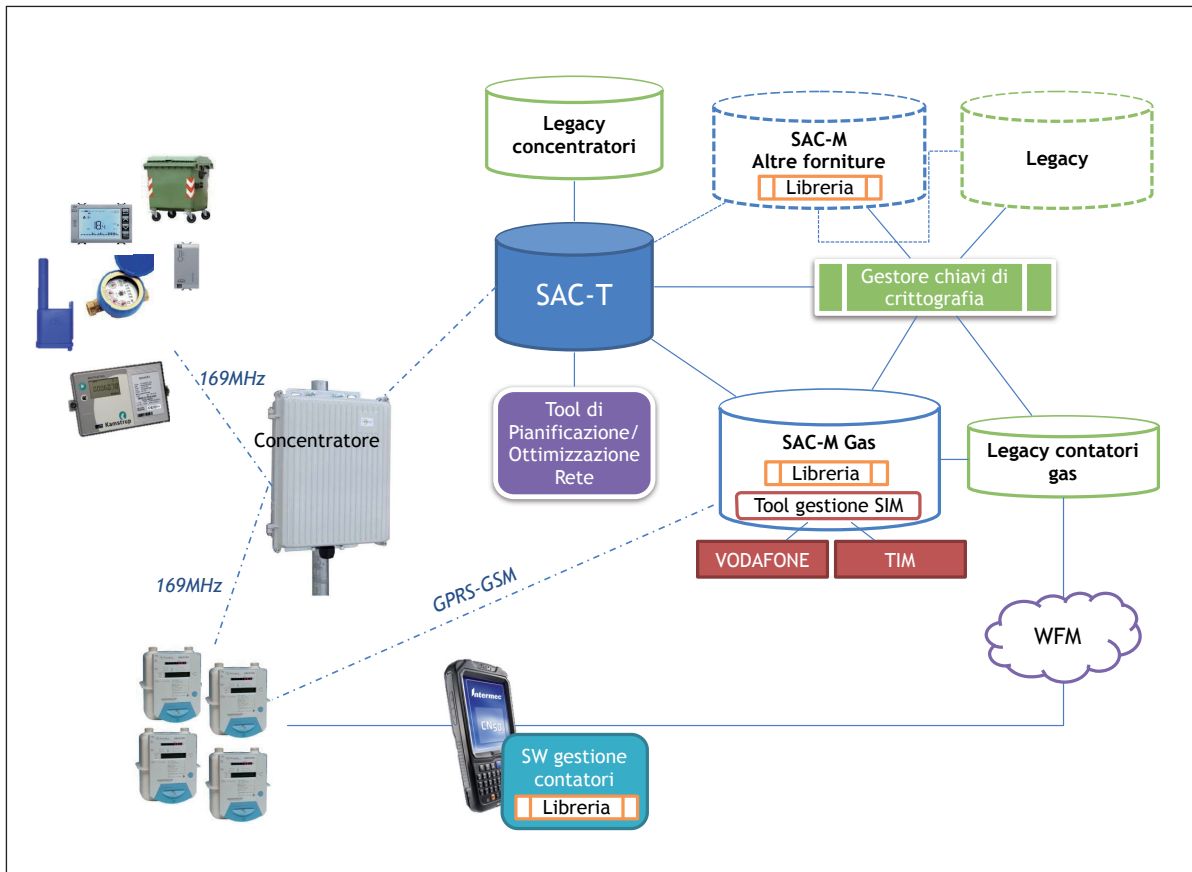 Legacy
concentratori
SAC-M
Altre forniture
Libreria
Legacy
SAC-T
Gestore chiavi di
crittografia
169MHz
Kamstrup
Concentratore
Tool di
Pianificazione/
Ottimizzazione
Rete
SAC-M Gas
Libreria
Tool gestione SIM
Legacy contatori
gas
VODAFONE
TIM
169MHz
GPRS-GSM
WFM
Intermec
CN50
SW gestione
contatori
Libreria